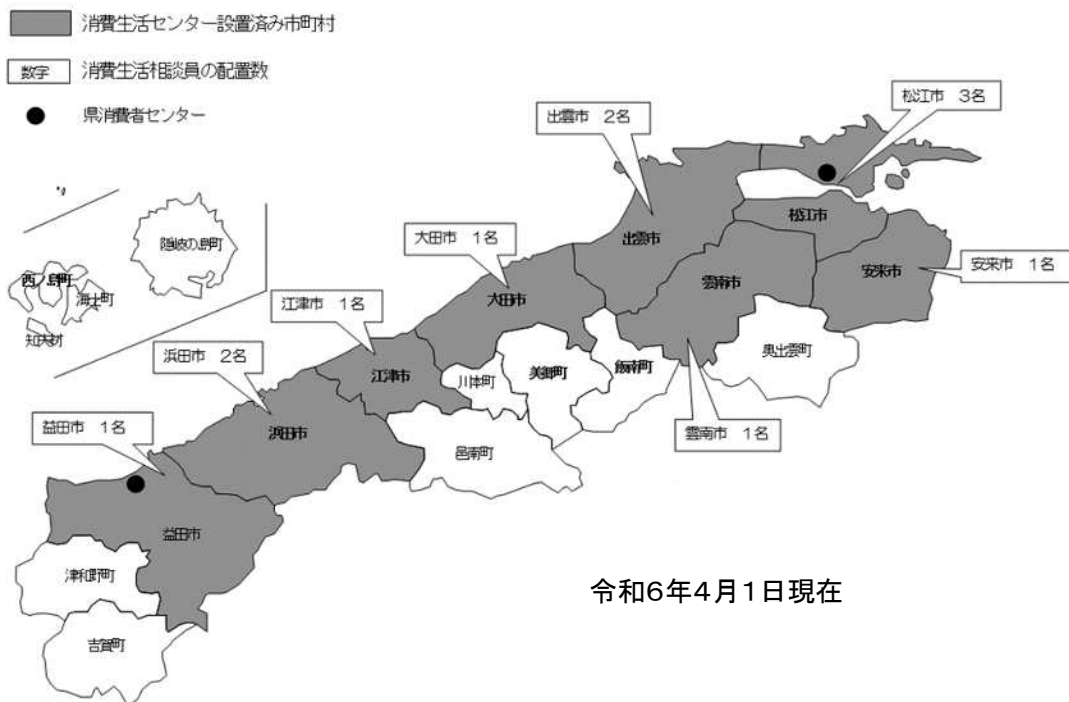 消費生活センター設置済み市町村
数字 消費生活相談員の配置数
県消費者センター
松江市 3名
出雲市 2名
隠岐の島町
松江市
大田市 1名
出雲市
安来市
安来市 1名
西ノ島町
雲南市
海士町
大田市
江津市 1名
知夫村
奥出雲町
浜田市 2名
江津市
川本町
美郷町
飯南町
益田市 1名
浜田市
雲南市 1名
邑南町
益田市
津和野町
令和6年4月1日現在
吉賀町